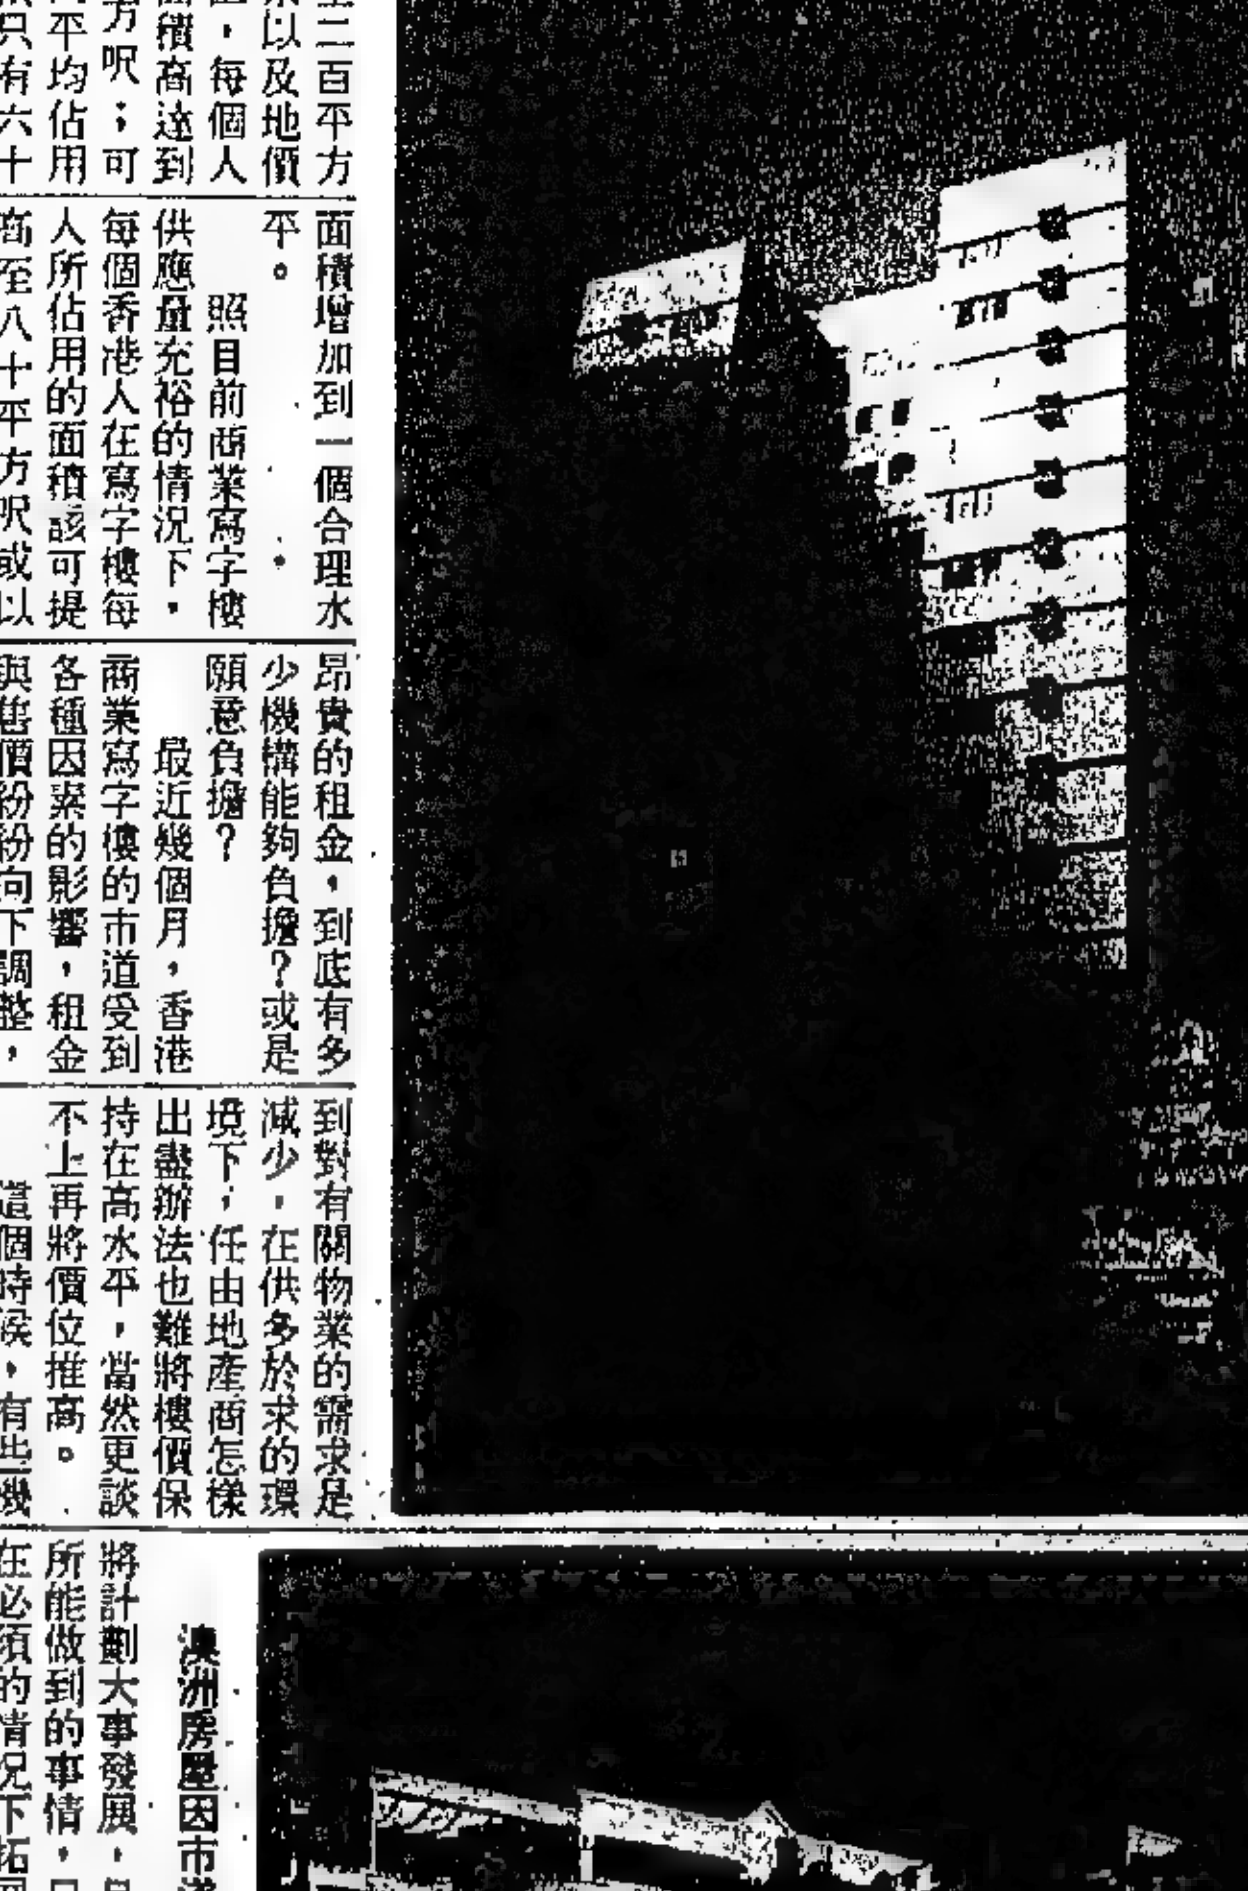 二百平方
以及地價
，每個人
積高達到
方呎；可
平均佔用
只有六十
面積增加到一個合理水
平。
照目前商業寫字樓
供應量充裕的情況下，
每個香港人在寫字樓每
人所佔用的面積該可提
高至八十平方呎或以
昂貴的租金，到底有多
少機構能夠負擔？或是
願意負擔？
最近幾個月，香港
商業寫字樓的市道受到
各種因素的影響，租金
與售價紛紛向下調整，
到對有關物業的需求是
減少，在供多於求的環
境下，任由地產商怎樣
出盡辦法也難將樓價保
持在高水平，當然更談
不上再將價位推高。
這個時候，有些機
澳洲房屋因市
將計劃大事發展，
所能做到的事情，
在必須的情況下拓